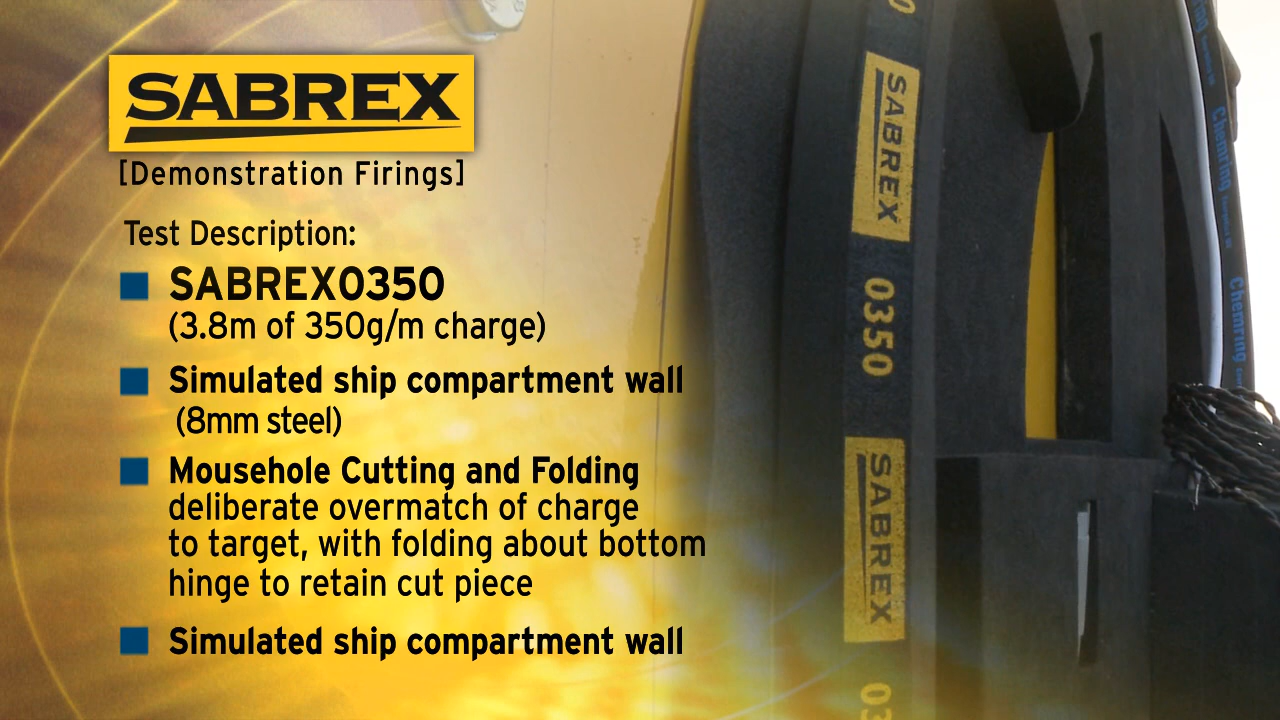 SABREX
[Demonstration Firings]
Test Description:
SABREX0350
(3.8m of 350g/m charge)
Simulated ship compartment wall
(8mm steel)
Mousehole Cutting and Folding
deliberate overmatch of charge
to target, with folding about bottom
hinge to retain cut piece
Simulated ship compartment wall
0
SABREX
0350
SABREX
03
Chemring
Chemring